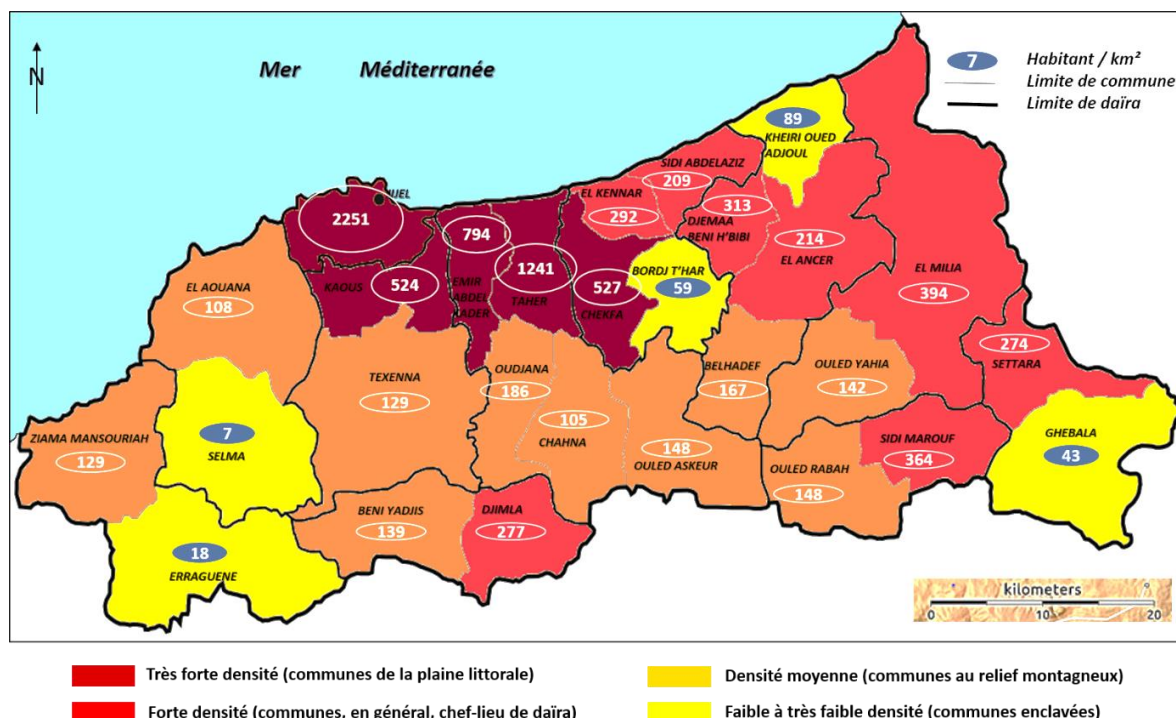 N
Mer Méditerranée
7 Habitant / km²
Limite de commune
Limite de daïra
89
KHEIRI OUED
ADJOUL
SIDI ABDELAZIZ
209
EL KENNAR
292
313
DJEMAA
BENI H'BIBI
214
EL ANCER
EL MILIA
394
274
SETTARA
JIJEL
2251
794
1241
527
524
KAOUS
EMIR
ABDEL
KADER
TAHER
CHEKFA
BORDJ T'HAR
59
EL AOUANA
108
TEXENNA
129
OUDJANA
186
BELHADEF
167
OULED YAHIA
142
ZIAMA MANSOURIAH
129
7
SELMA
105
CHAHNA
148
OULED ASKEUR
OULED RABAH
148
SIDI MAROUF
364
GHEBALA
43
18
ERRAGUENE
BENI YADJIS
139
DJIMLA
277
kilometers
0 10 20
Très forte densité (communes de la plaine littorale)
Densité moyenne (communes au relief montagneux)
Forte densité (communes, en général, chef-lieu de daïra)
Faible à très faible densité (communes enclavées)